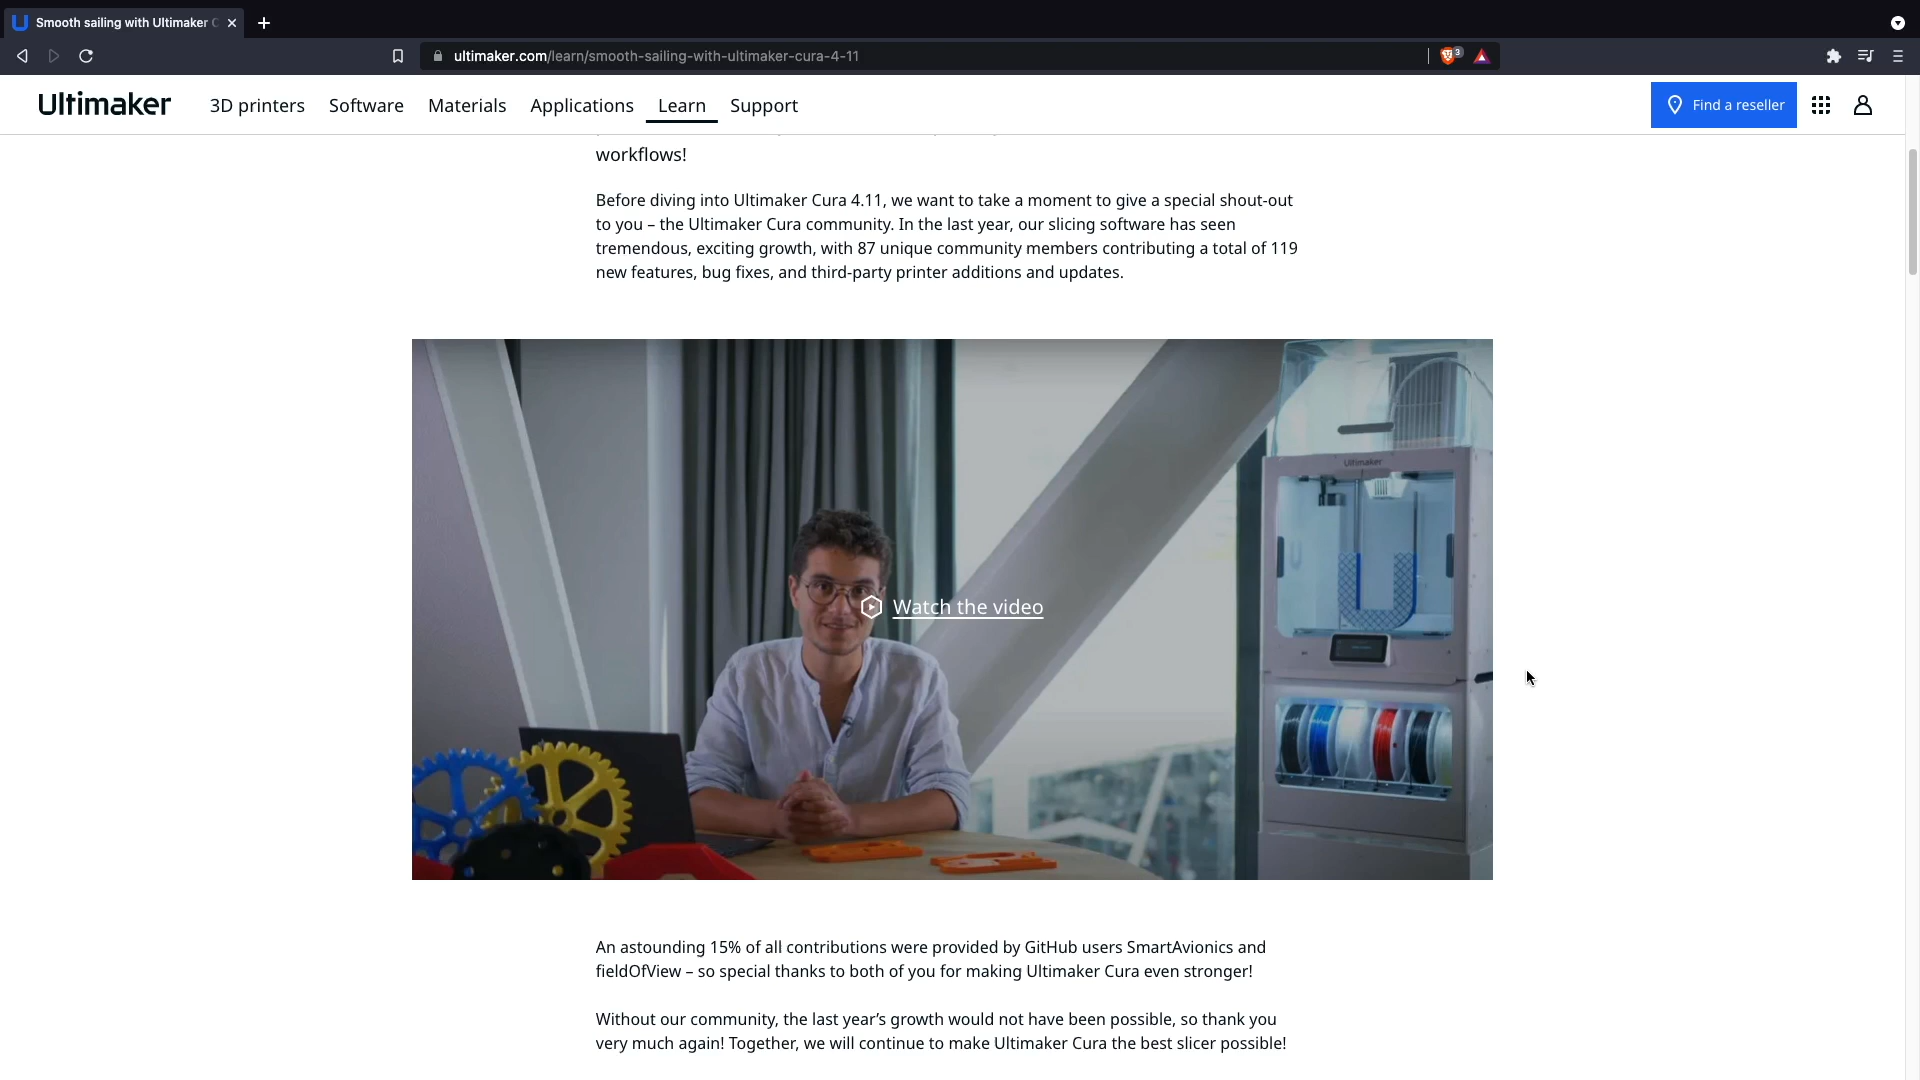 Smooth sailing with Ultimaker C
ultimaker.com/learn/smooth-sailing-with-ultimaker-cura-4-11
3
Ultimaker
3D printers
Software
Materials
Applications
Learn
Support
Find a reseller
workflows!
Before diving into Ultimaker Cura 4.11, we want to take a moment to give a special shout-out
to you – the Ultimaker Cura community. In the last year, our slicing software has seen
tremendous, exciting growth, with 87 unique community members contributing a total of 119
new features, bug fixes, and third-party printer additions and updates.
Ultimaker
Watch the video
An astounding 15% of all contributions were provided by GitHub users SmartAvionics and
fieldOfView – so special thanks to both of you for making Ultimaker Cura even stronger!
Without our community, the last year’s growth would not have been possible, so thank you
very much again! Together, we will continue to make Ultimaker Cura the best slicer possible!